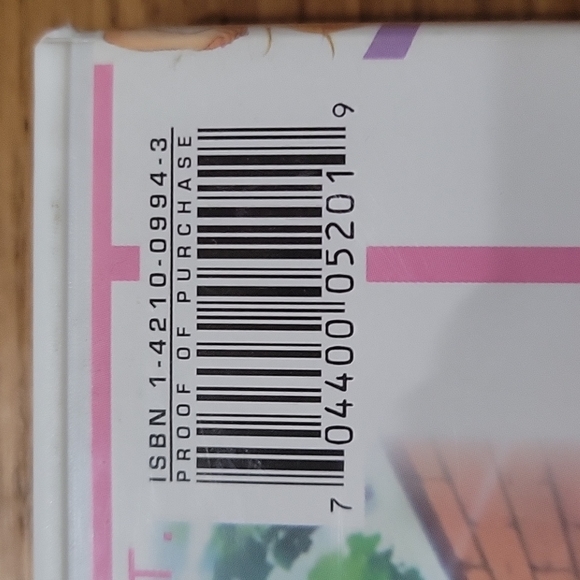 ISBN 1-4210-0994-3
PROOF OF PURCHASE
7 04400 05201 9
T.